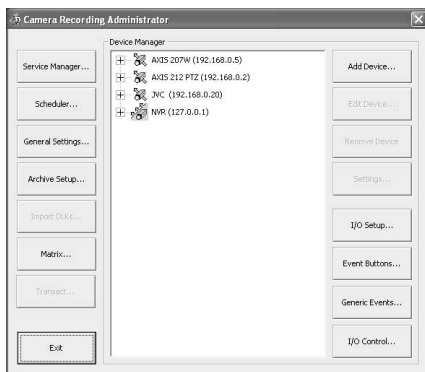 Camera Recording Administrator
Device Manager
Service Manager...
Scheduler...
General Settings...
Archive Setup...
Import DLKs...
Matrix...
Transact...
Exit
AXIS 207W (192.168.0.5)
AXIS 212 PTZ (192.168.0.2)
JVC (192.168.0.20)
NVR (127.0.0.1)
Add Device...
Edit Device...
Remove Device
Settings...
I/O Setup...
Event Buttons...
Generic Events...
I/O Control...